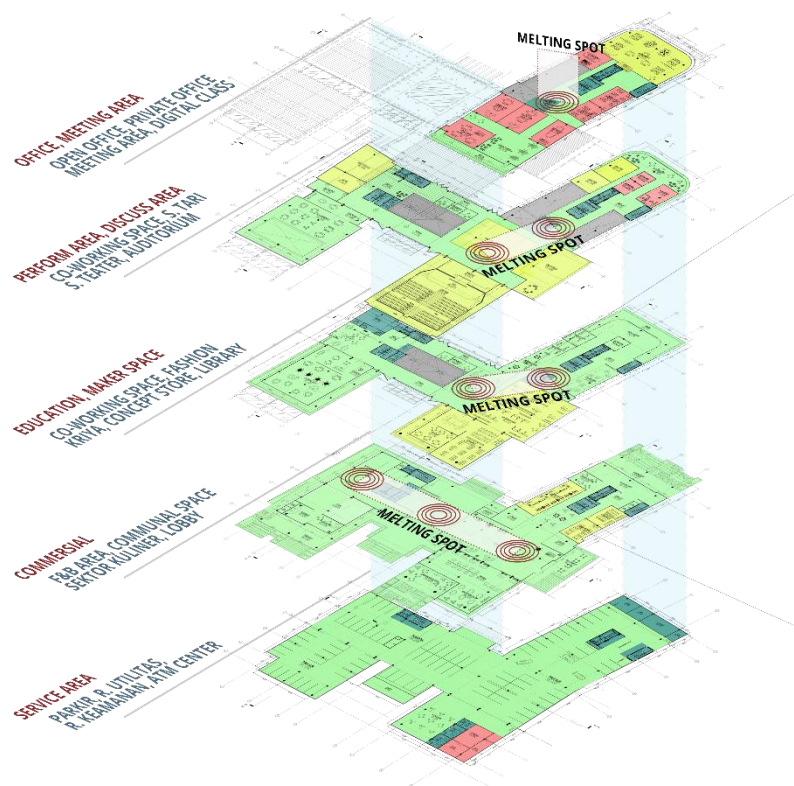 MELTING SPOT
OFFICE, MEETING AREA
OPEN OFFICE, PRIVATE OFFICE
MEETING AREA, DIGITAL CLASS
PERFORM AREA, DISCUSS AREA
CO-WORKING SPACE, S. TARI
S. TEATER, AUDITORIUM
MELTING SPOT
EDUCATION, MAKER SPACE
CO-WORKING SPACE, FASHION
KRIYA, CONCEPT STORE, LIBRARY
MELTING SPOT
COMMERSIAL
F&B AREA, COMMUNAL SPACE
SEKTOR KULINER, LOBBY
MELTING SPOT
SERVICE AREA
PARKIR, R. UTILITAS
R. KEAMANAN, ATM CENTER